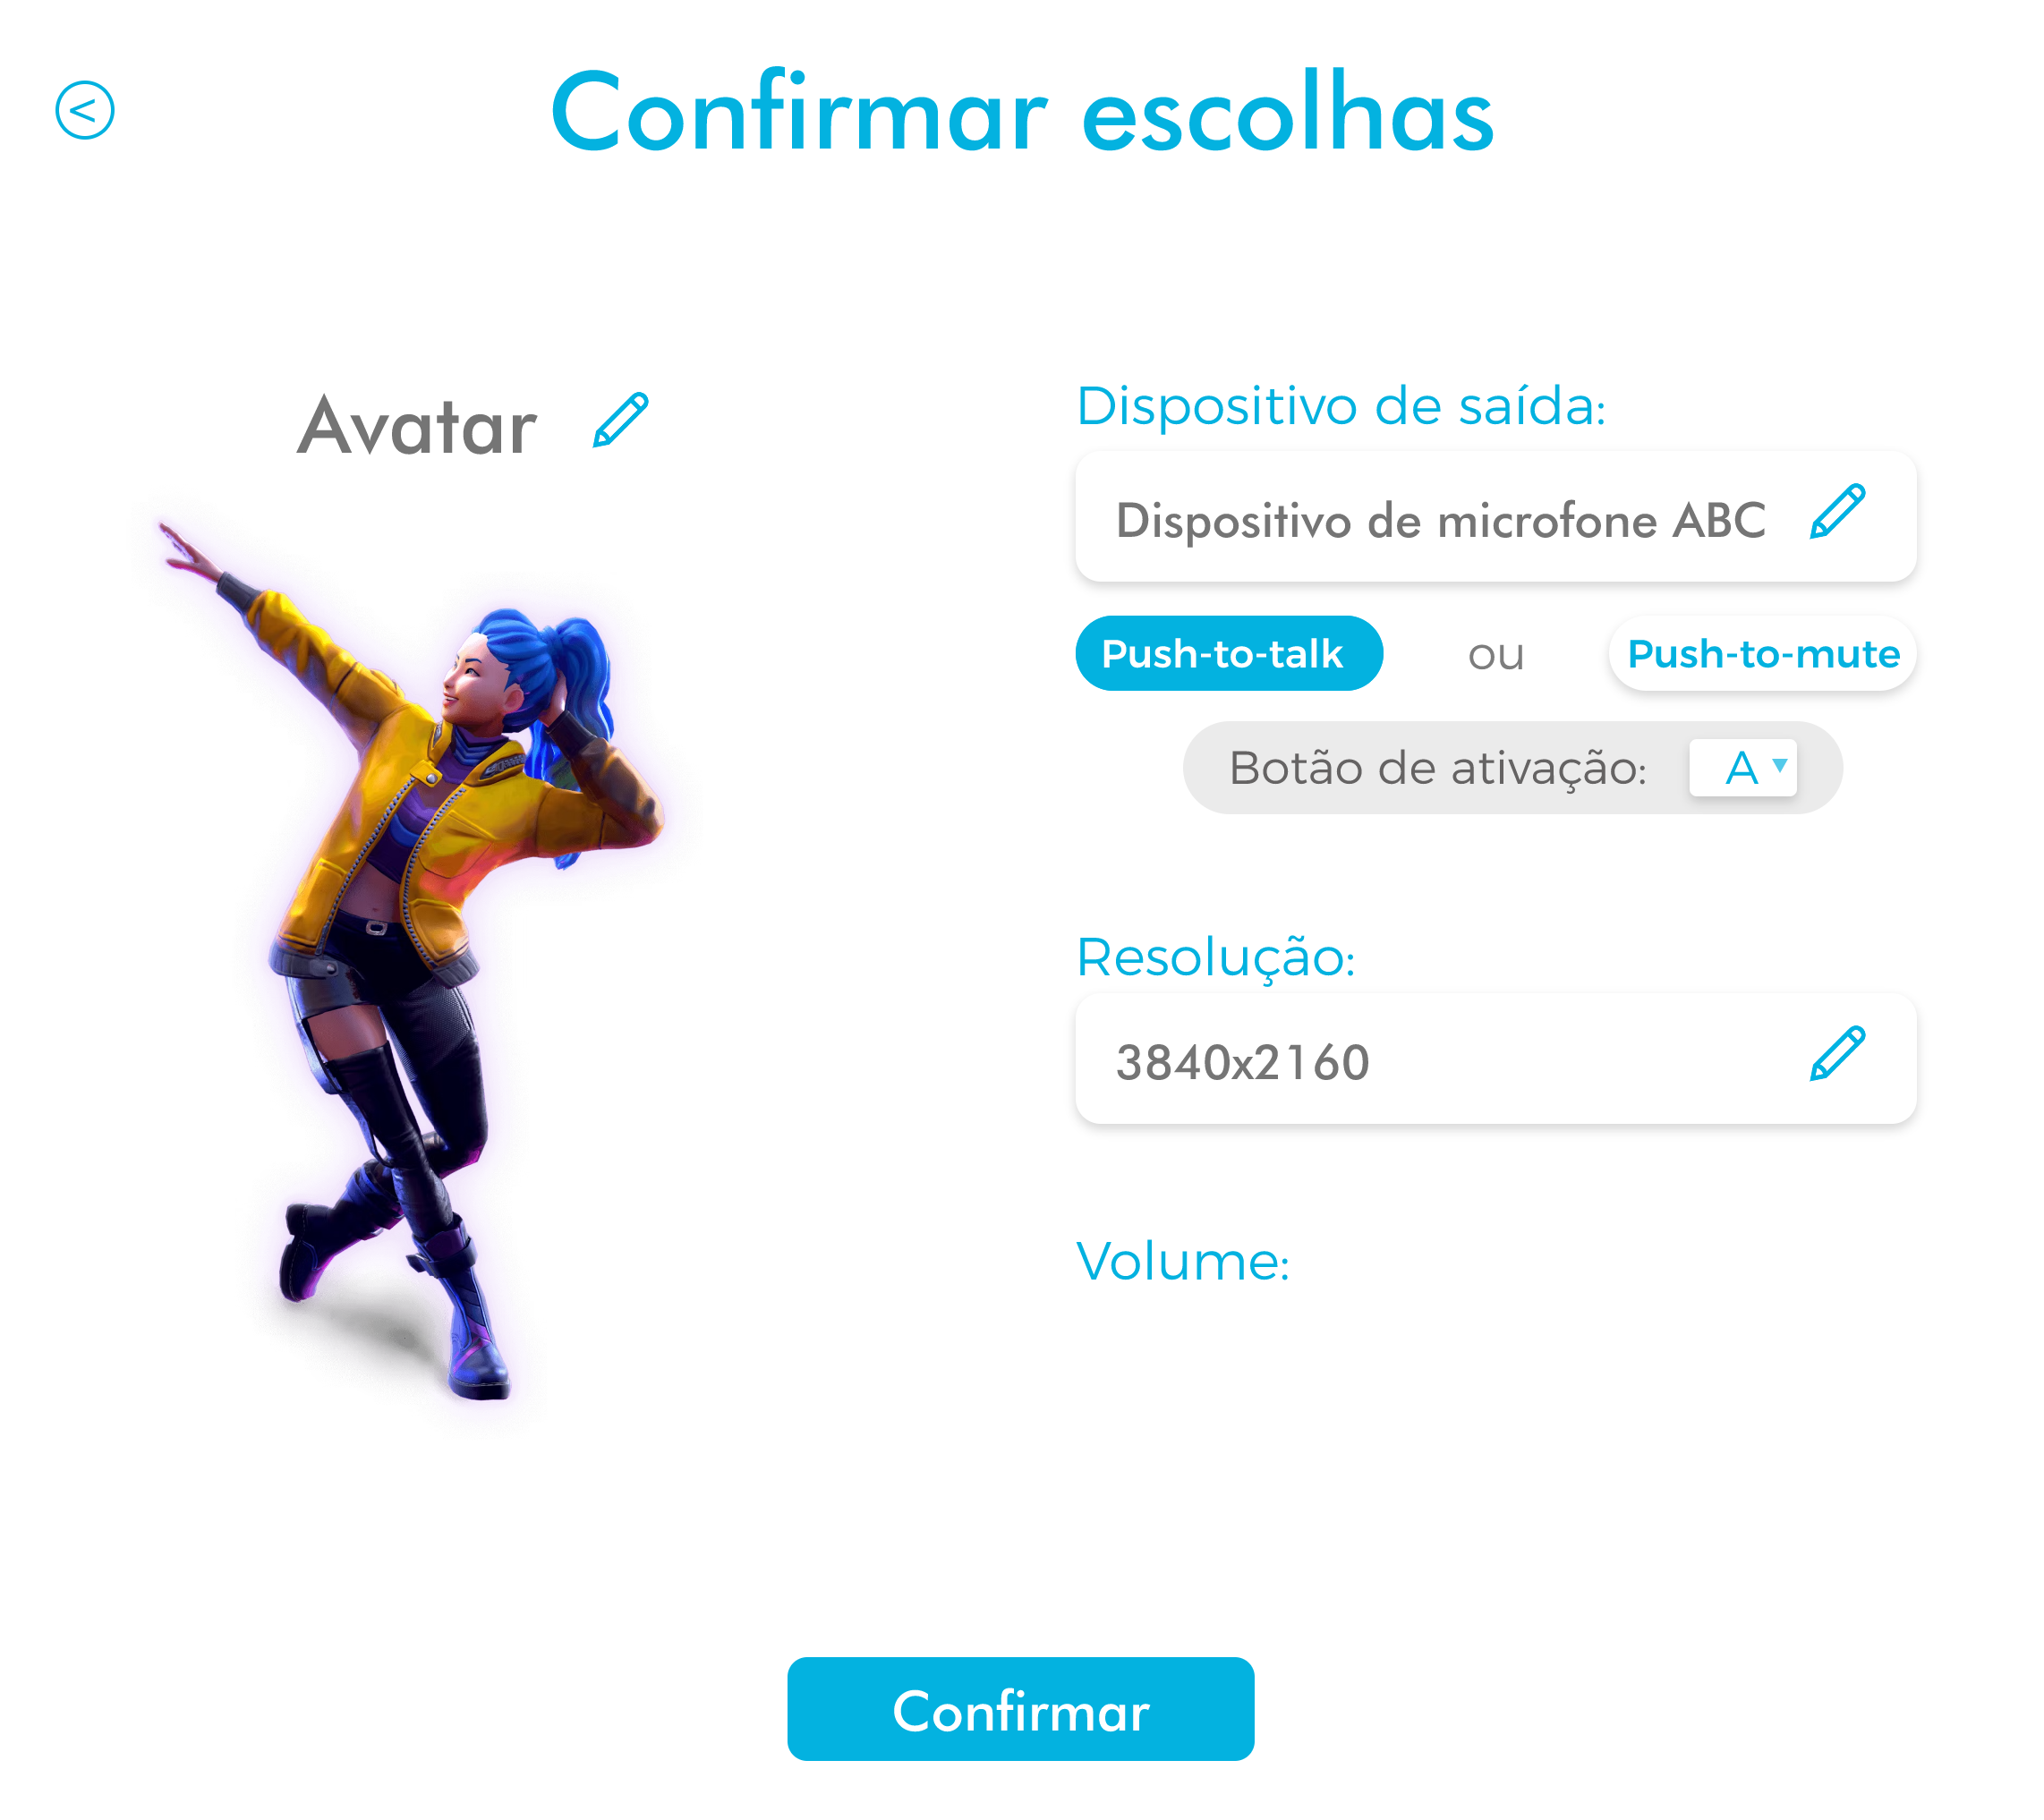 <
Confirmar escolhas
Avatar
Dispositivo de saída:
Dispositivo de microfone ABC
Push-to-talk ou Push-to-mute
Botão de ativação: A
Resolução:
3840x2160
Volume:
Confirmar